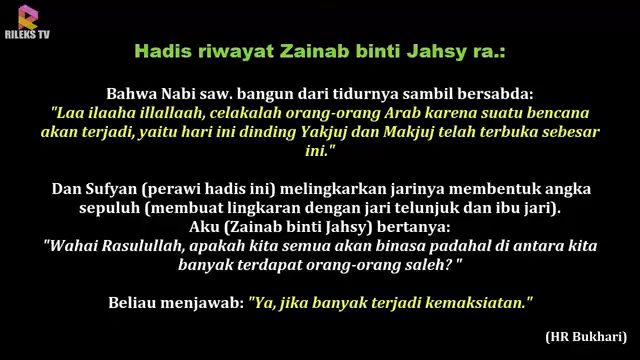 RILEKS TV
Hadis riwayat Zainab binti Jahsy ra.:
Bahwa Nabi saw. bangun dari tidurnya sambil bersabda:
"Laa ilaaha illallaah, celakalah orang-orang Arab karena suatu bencana
akan terjadi, yaitu hari ini dinding Yakjuj dan Makjuj telah terbuka sebesar
ini."
Dan Sufyan (perawi hadis ini) melingkarkan jarinya membentuk angka
sepuluh (membuat lingkaran dengan jari telunjuk dan ibu jari).
Aku (Zainab binti Jahsy) bertanya:
"Wahai Rasulullah, apakah kita semua akan binasa padahal di antara kita
banyak terdapat orang-orang saleh? "
Beliau menjawab: "Ya, jika banyak terjadi kemaksiatan."
(HR Bukhari)